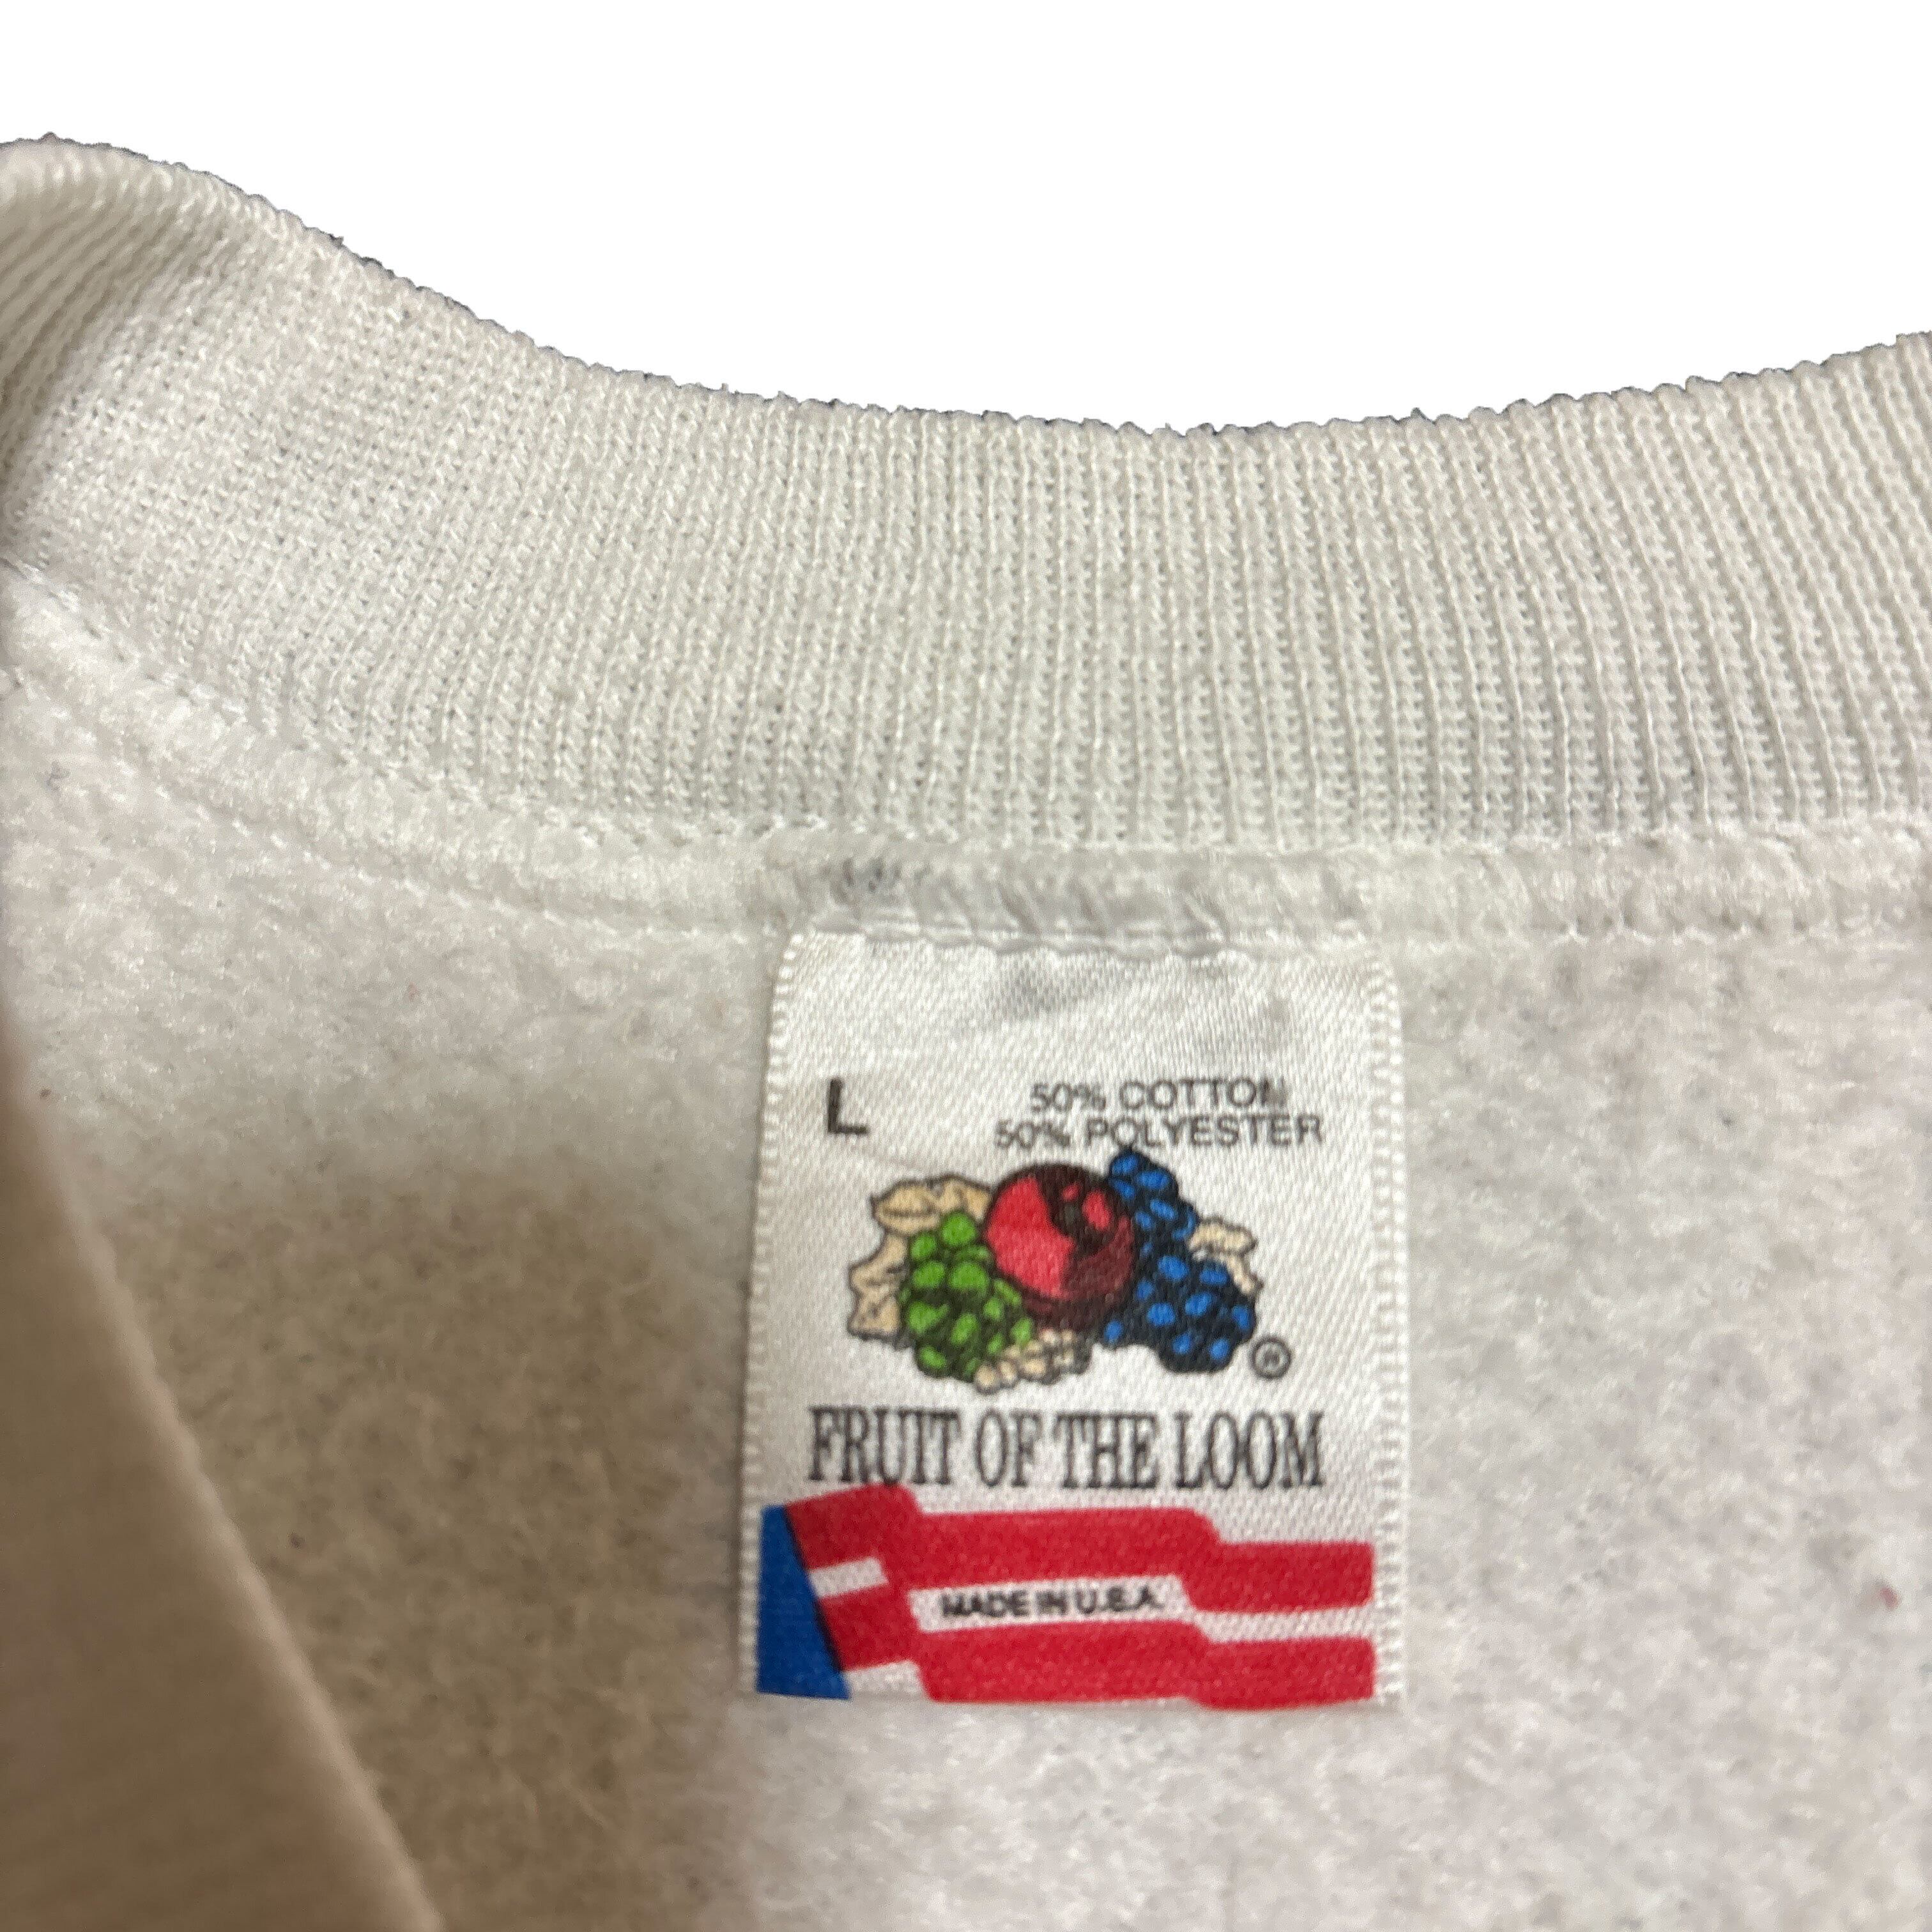 L
50% COTTON
50% POLYESTER
®
FRUIT OF THE LOOM
MADE IN U.S.A.